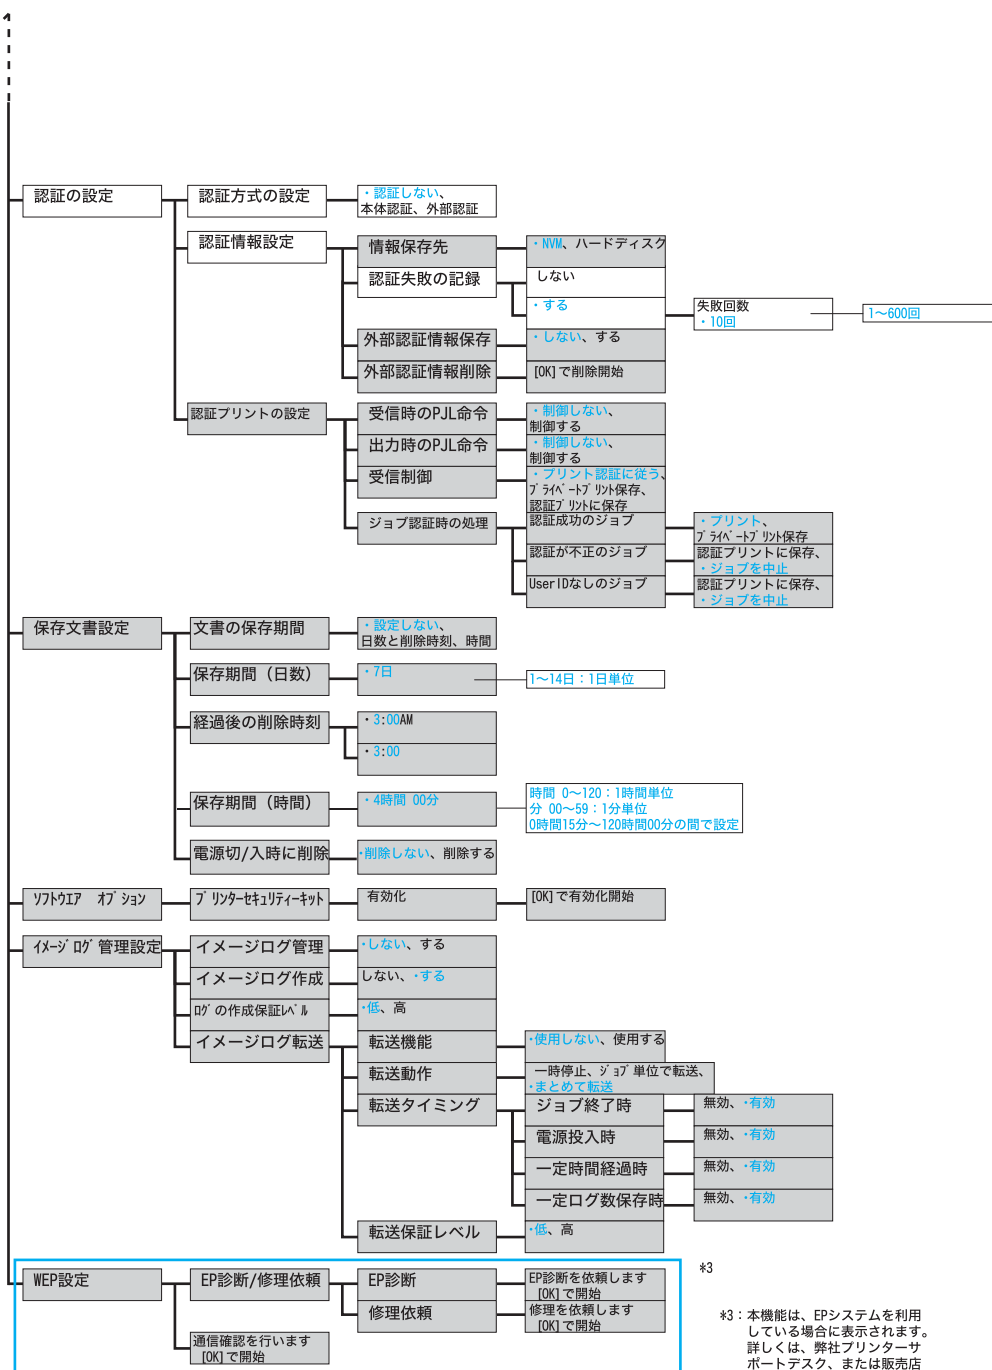 1
認証の設定
認証方式の設定
・認証しない、
本体認証、外部認証
認証情報設定
情報保存先
・NVM、ハードディスク
認証失敗の記録
しない
・する
失敗回数
・10回
1～600回
外部認証情報保存
・しない、する
外部認証情報削除
[OK]で削除開始
認証プリントの設定
受信時のPJL命令
・制御しない、
制御する
出力時のPJL命令
・制御しない、
制御する
受信制御
・プリント認証に従う、
プライベートプリント保存、
認証プリントに保存
ジョブ認証時の処理
認証成功のジョブ
・プリント、
プライベートプリント保存
認証が不正のジョブ
認証プリントに保存、
・ジョブを中止
UserIDなしのジョブ
認証プリントに保存、
・ジョブを中止
保存文書設定
文書の保存期間
・設定しない、
日数と削除時刻、時間
保存期間（日数）
・7日
1～14日：1日単位
経過後の削除時刻
・3:00AM
・3:00
保存期間（時間）
・4時間 00分
時間 0～120：1時間単位
分 00～59：1分単位
0時間15分～120時間00分の間で設定
電源切/入時に削除
・削除しない、削除する
ソフトウエア オプション
プリンターセキュリティーキット
有効化
[OK]で有効化開始
イメージログ管理設定
イメージログ管理
・しない、する
イメージログ作成
しない、・する
ログの作成保証レベル
・低、高
イメージログ転送
転送機能
・使用しない、使用する
転送動作
一時停止、ジョブ単位で転送、
・まとめて転送
転送タイミング
ジョブ終了時
無効、・有効
電源投入時
無効、・有効
一定時間経過時
無効、・有効
一定ログ数保存時
無効、・有効
転送保証レベル
・低、高
*3
WEP設定
EP診断/修理依頼
EP診断
EP診断を依頼します
[OK]で開始
修理依頼
修理を依頼します
[OK]で開始
通信確認を行います
[OK]で開始
*3：本機能は、EPシステムを利用
している場合に表示されます。
詳しくは、弊社プリンターサ
ポートデスク、または販売店